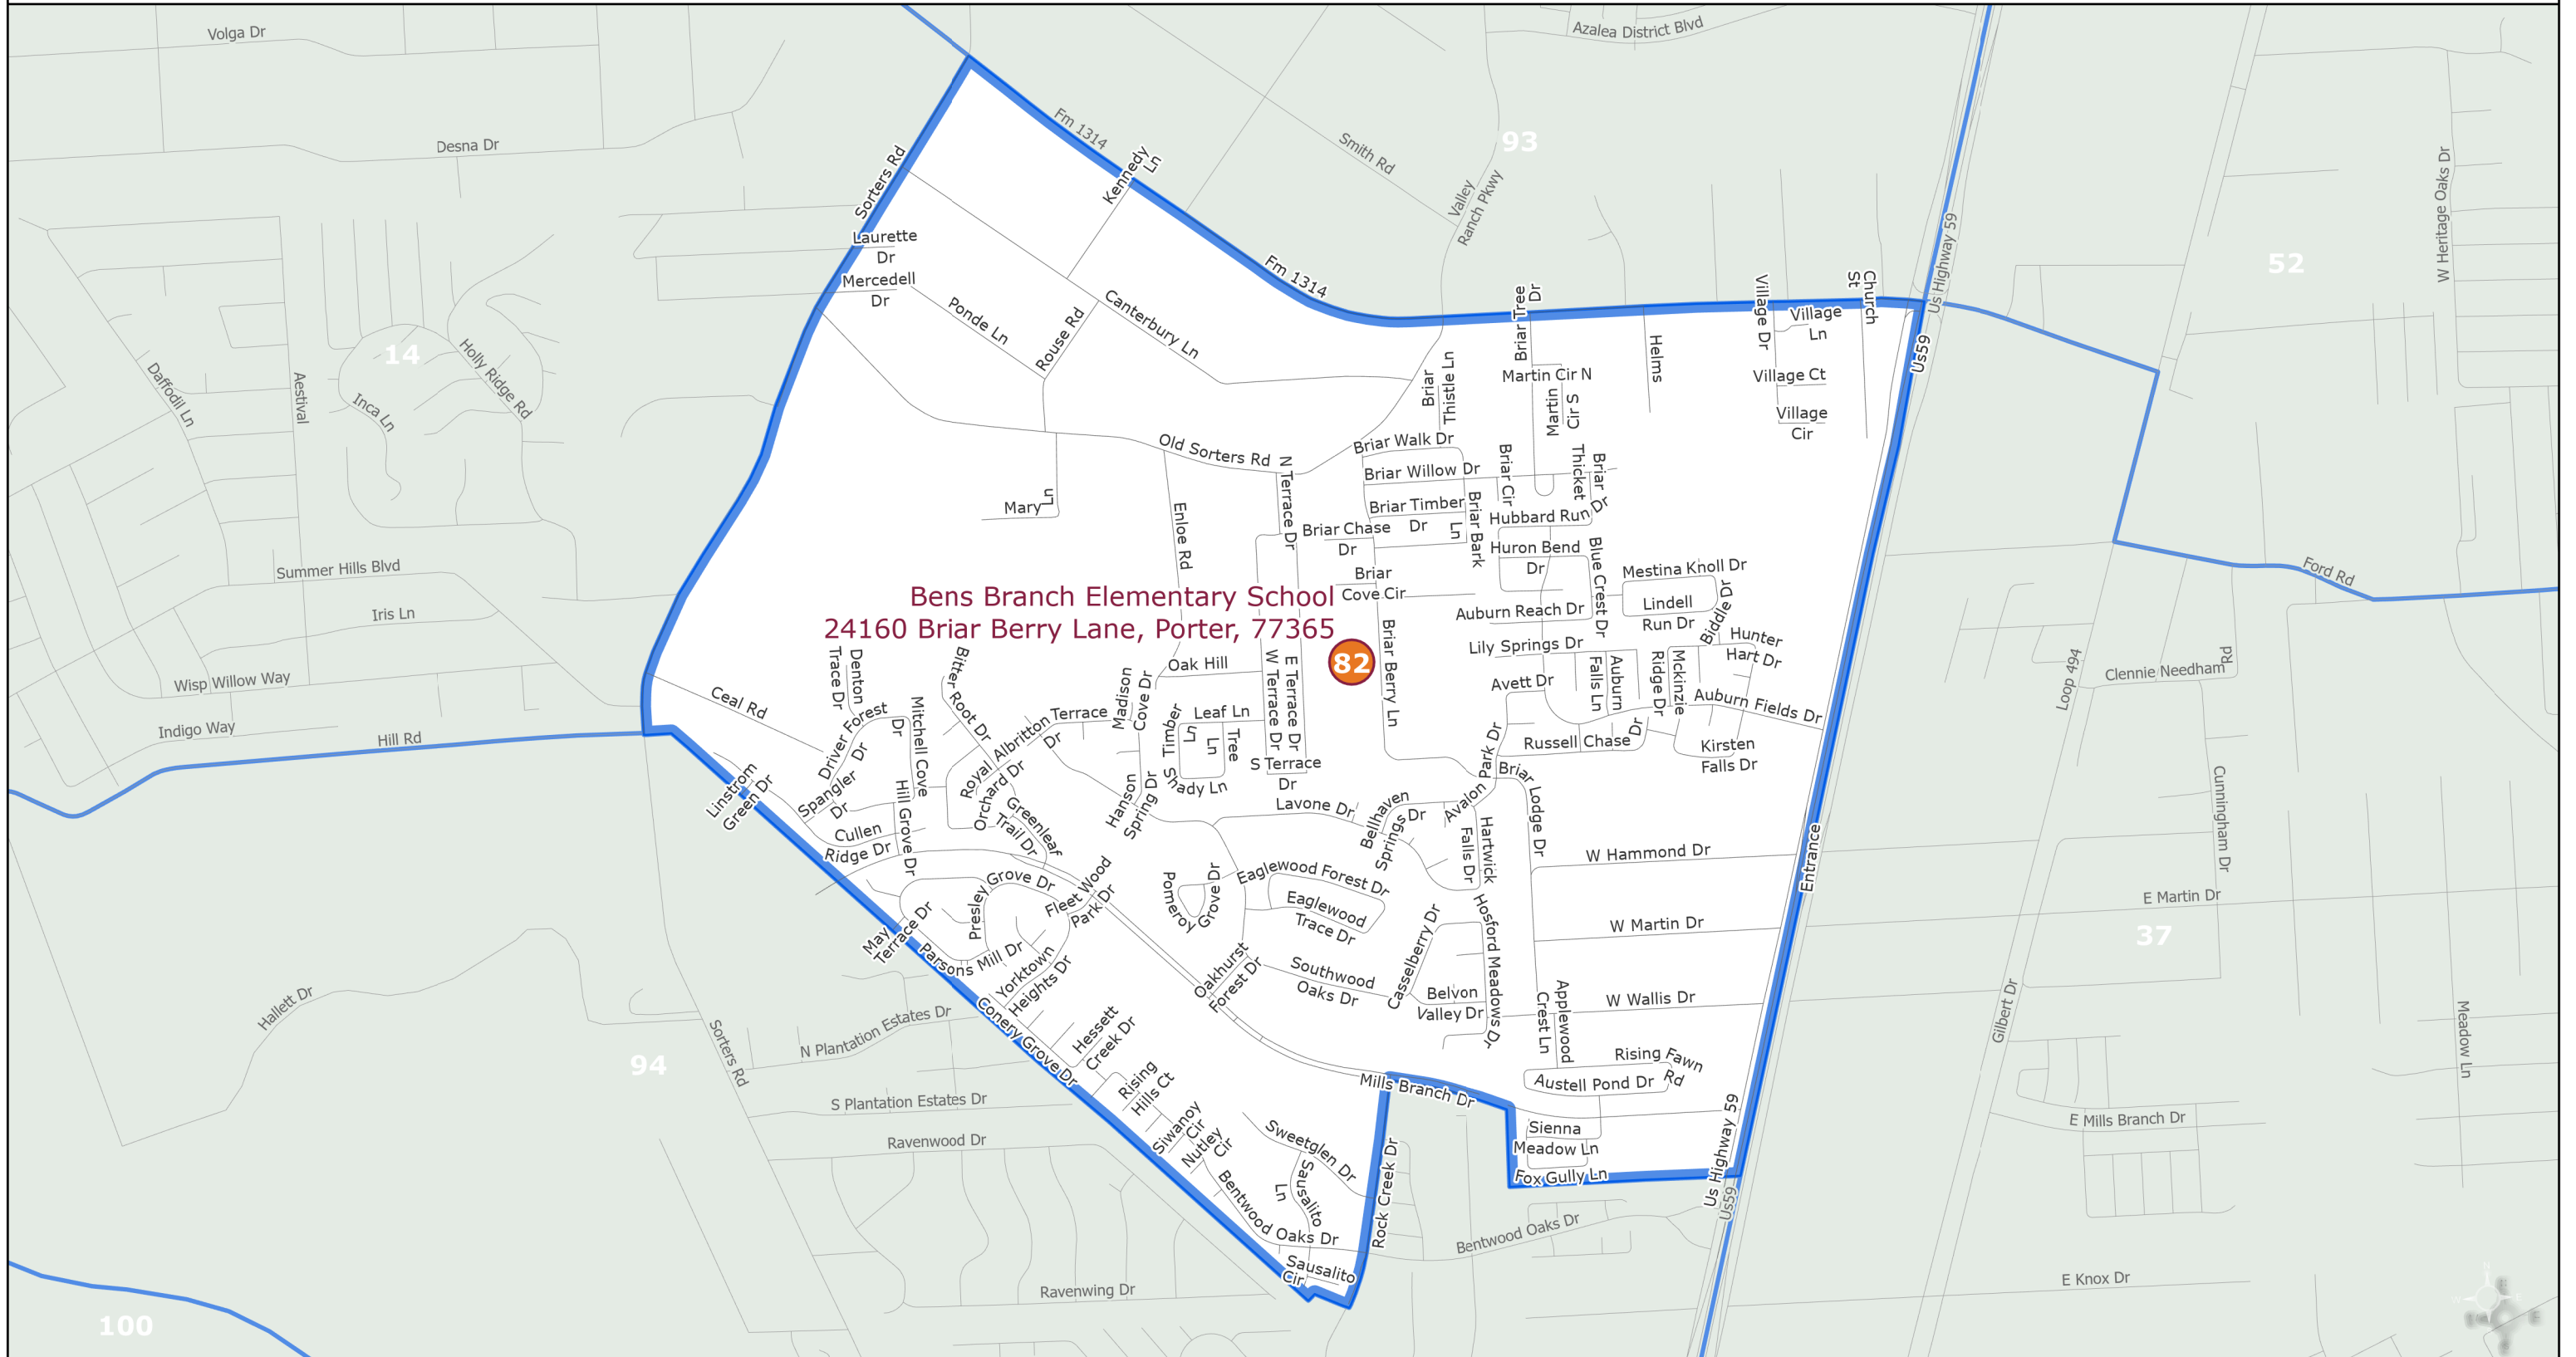 Volga Dr
Azalea District Blvd
Desna Dr
Fm 1314
Smith Rd
93
Valley
Ranch Pkwy
W Heritage Oaks Dr
Sorters Rd
Kennedy
Ln
Us Highway 59
52
Laurette
Dr
Mercedell
Dr
Fm 1314
Ponde Ln
Rouse Rd
Canterbury Ln
Briar Tree
Dr
Helms
Village Dr
Village
Ln
Church
St
Us59
14
Daffodil Ln
Aestival
Inca Ln
Holly Ridge Rd
Briar
Thistle Ln
Martin Cir N
Martin
Cir S
Village Ct
Village
Cir
Old Sorters Rd
N Terrace Dr
Briar Walk Dr
Briar Willow Dr
Briar Cir
Briar
Thicket
Dr
Mary Ln
Enloe Rd
Briar Timber
Dr
Briar Bark
Ln
Hubbard Run Dr
Briar Chase
Dr
Huron Bend
Dr
Blue Crest Dr
Mestina Knoll Dr
Summer Hills Blvd
Ford Rd
Briar
Cove Cir
Lindell
Run Dr
Biddle Dr
Bens Branch Elementary School
24160 Briar Berry Lane, Porter, 77365
82
Iris Ln
Auburn Reach Dr
Lily Springs Dr
Hunter
Hart Dr
Briar Berry Ln
Wisp Willow Way
Denton
Trace Dr
Bitter Root Dr
Oak Hill
W Terrace Dr
E Terrace Dr
Avett Dr
Auburn
Falls Ln
Mckinzie
Ridge Dr
Auburn Fields Dr
Loop 494
Clennie Needham Rd
Ceal Rd
Driver Forest
Dr
Mitchell Cove
Dr
Madison
Cove Dr
Terrace
Timber
Ln
Leaf Ln
Tree
Ln
Indigo Way
Hill Rd
Royal Albritton
Dr
Russell Chase Dr
Kirsten
Falls Dr
S Terrace
Dr
Shady Ln
Linstrom
Green Dr
Spangler
Dr
Hill Grove Dr
Orchard Dr
Greenleaf
Trail Dr
Hanson
Spring Dr
Lavone Dr
Bellhaven
Springs Dr
Avalon Park Dr
Briar Lodge Dr
Cunningham Dr
Cullen
Ridge Dr
Hartwick
Falls Dr
W Hammond Dr
Entrance
Presley
Grove Dr
Fleet Wood
Park Dr
Pomeroy
Grove Dr
Eaglewood Forest Dr
Eaglewood
Trace Dr
E Martin Dr
May
Terrace Dr
Parsons Mill Dr
Casselberry Dr
Hosford Meadows Dr
W Martin Dr
37
Yorktown
Heights Dr
Oakhurst
Forest Dr
Southwood
Oaks Dr
Belvon
Valley Dr
Applewood
Crest Ln
W Wallis Dr
Hallett Dr
N Plantation Estates Dr
Conery Grove Dr
Hessett
Creek Dr
Gilbert Dr
Meadow Ln
94
Sorters Rd
Rising
Hills Ct
Mills Branch Dr
Rising Fawn
Rd
Austell Pond Dr
S Plantation Estates Dr
Siwanoy
Cir
Nutley
Cir
Sweetglen Dr
Sienna
Meadow Ln
E Mills Branch Dr
Ravenwood Dr
Sausalito
Ln
Rock Creek Dr
Fox Gully Ln
Us Highway 59
Us59
Bentwood Oaks Dr
Bentwood Oaks Dr
Sausalito
Cir
Ravenwing Dr
E Knox Dr
100